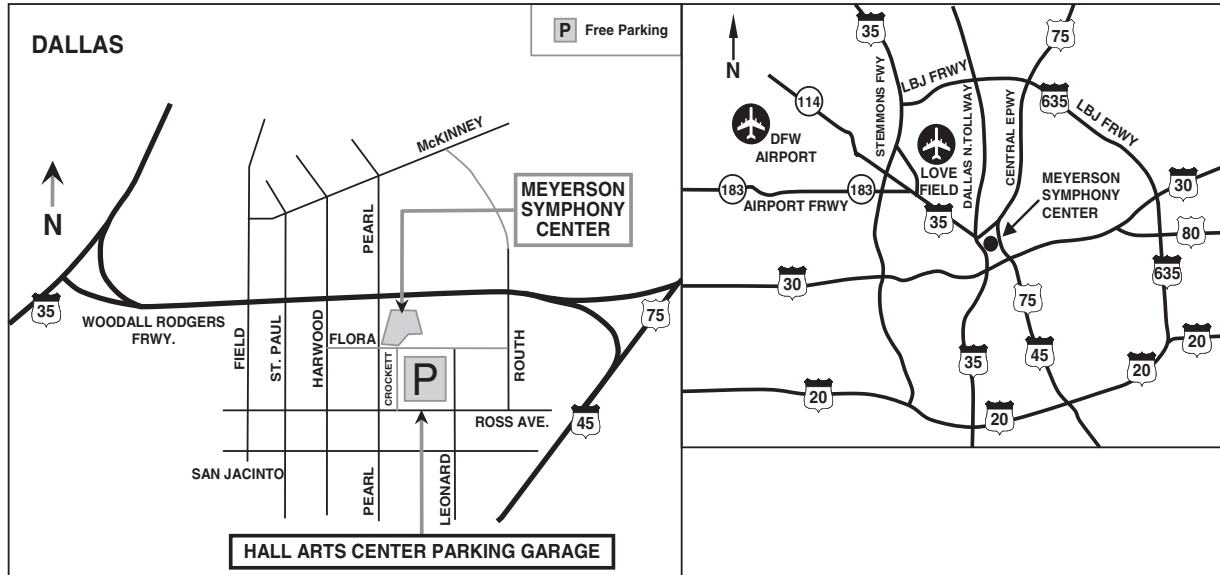 DALLAS
P Free Parking
N
McKINNEY
MEYERSON
SYMPHONY
CENTER
PEARL
35
WOODALL RODGERS
FRWY.
FIELD
ST. PAUL
HARWOOD
FLORA
CROCKETT
P
ROUTH
75
ROSS AVE.
45
SAN JACINTO
PEARL
LEONARD
HALL ARTS CENTER PARKING GARAGE
N
35
75
LBJ FRWY
114
STEMMONS FWY
DALLAS N.TOLLWAY
CENTRAL EPWY
635
LBJ FRWY
DFW
AIRPORT
LOVE
FIELD
MEYERSON
SYMPHONY
CENTER
183
183
AIRPORT FRWY
35
30
80
30
635
75
35
45
20
20
20
20